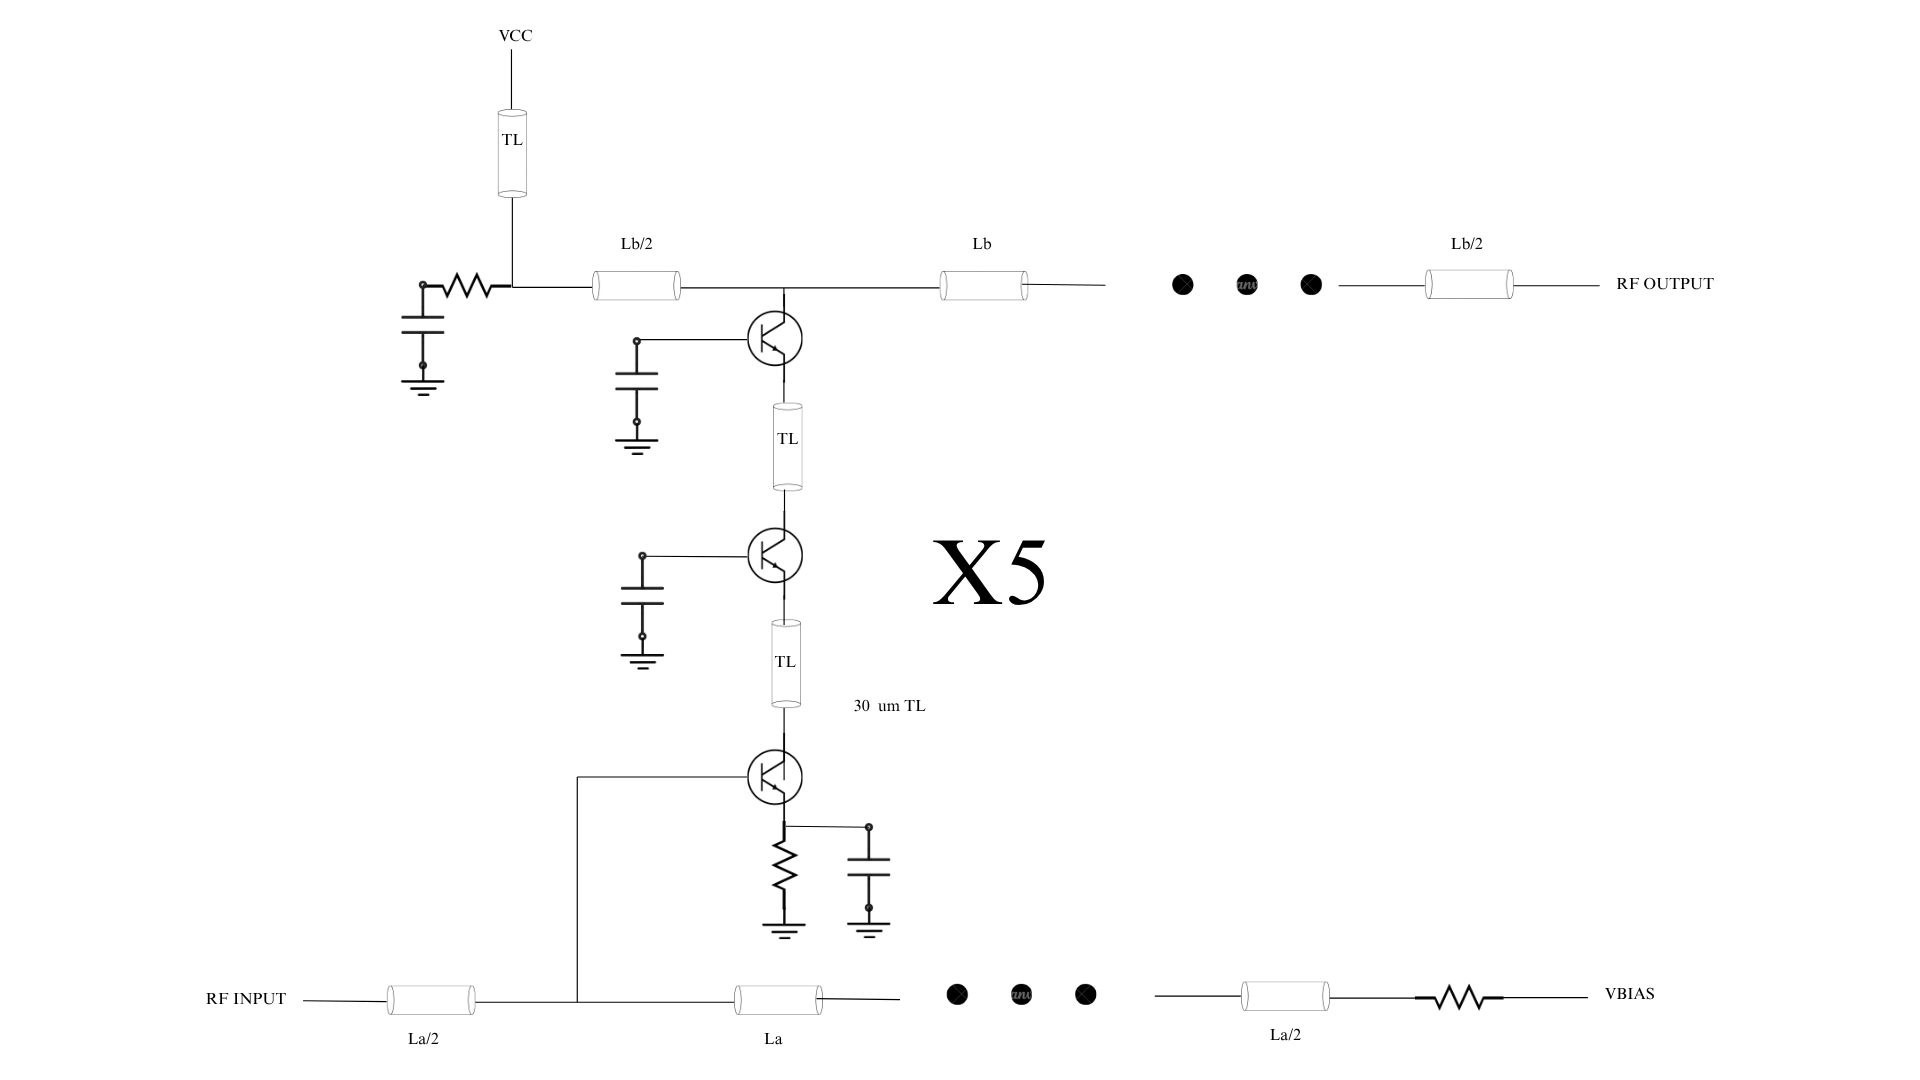 VCC
TL
Lb/2
Lb
Lb/2
RF OUTPUT
TL
X5
TL
30 um TL
RF INPUT
VBIAS
La/2
La
La/2